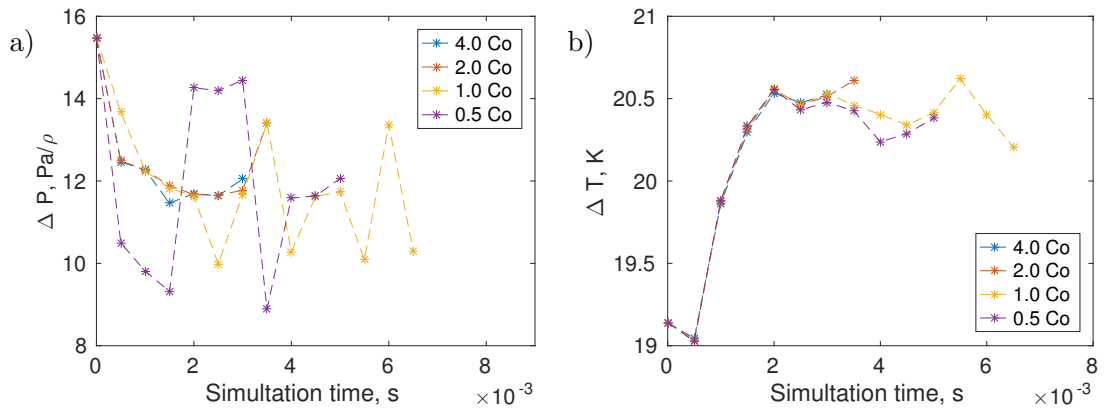 a)
16
14
12
10
8
Δ P, Pa/ρ
0
2
4
6
8
×10⁻³
Simultation time, s
4.0 Co
2.0 Co
1.0 Co
0.5 Co
b)
21
20.5
20
19.5
19
Δ T, K
0
2
4
6
8
×10⁻³
Simultation time, s
4.0 Co
2.0 Co
1.0 Co
0.5 Co